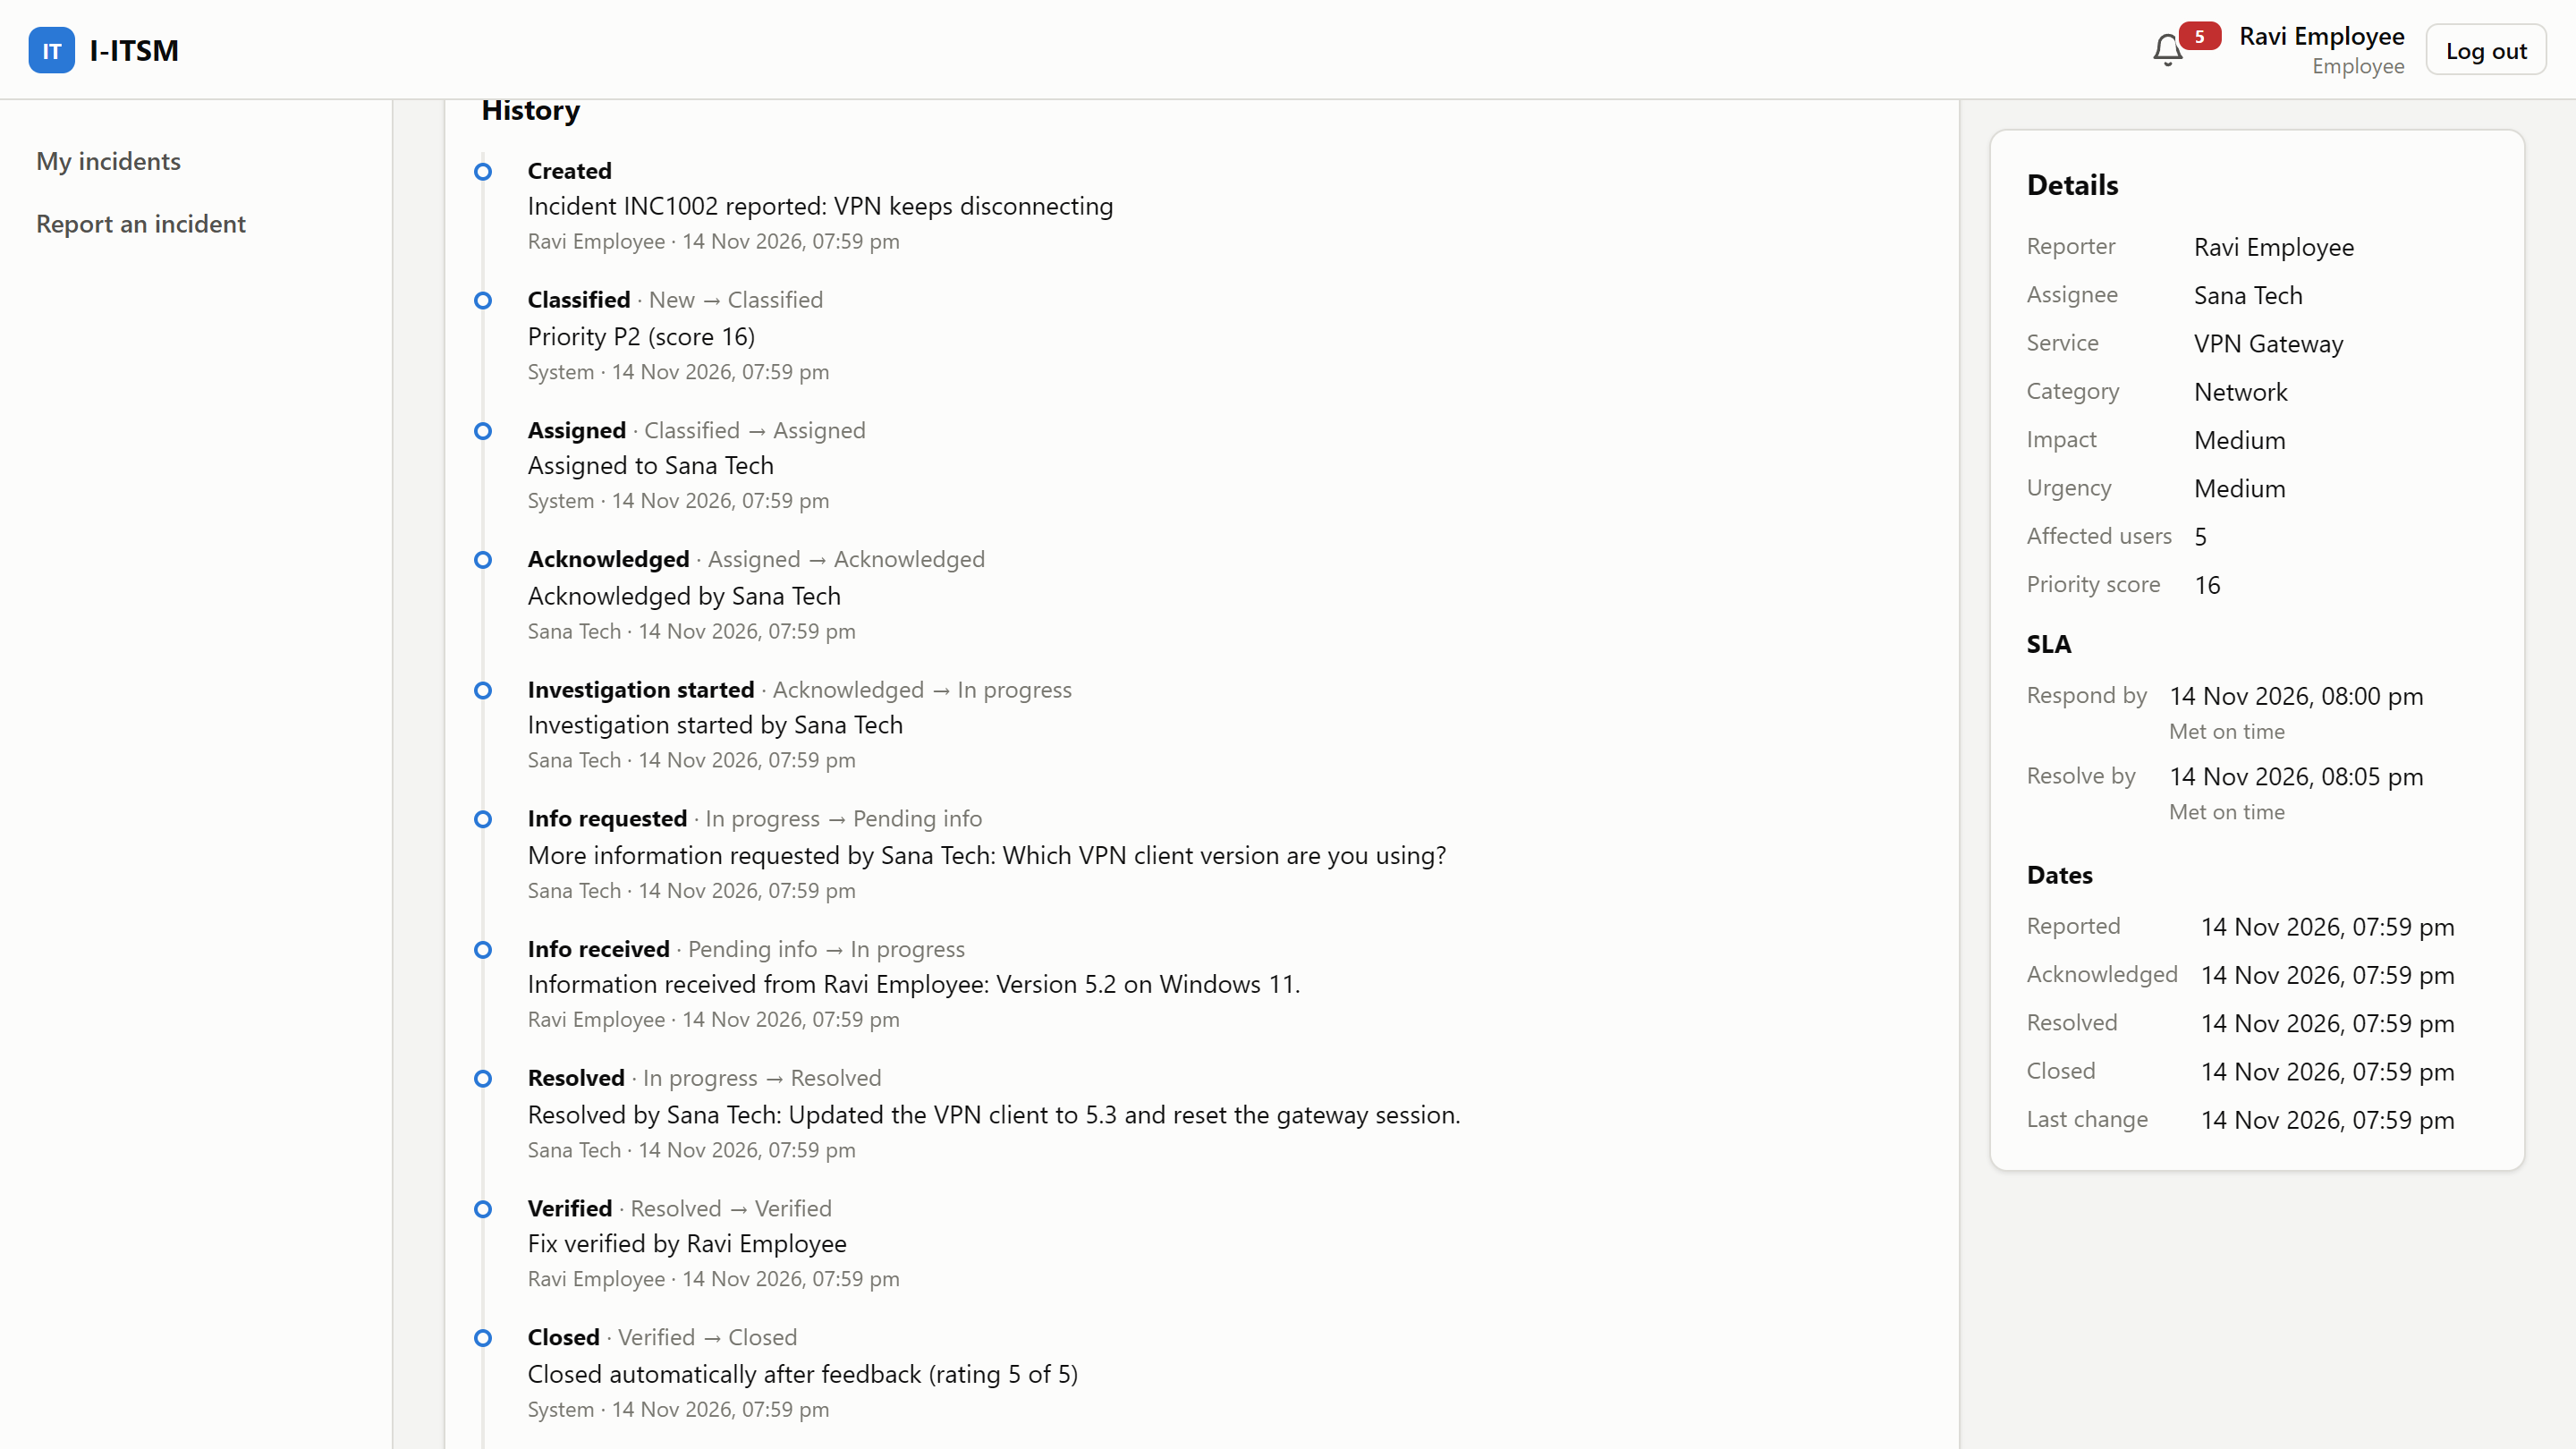 IT I-ITSM
5
Ravi Employee
Employee
Log out
My incidents
Report an incident
History
Created
Incident INC1002 reported: VPN keeps disconnecting
Ravi Employee · 14 Nov 2026, 07:59 pm
Classified · New → Classified
Priority P2 (score 16)
System · 14 Nov 2026, 07:59 pm
Assigned · Classified → Assigned
Assigned to Sana Tech
System · 14 Nov 2026, 07:59 pm
Acknowledged · Assigned → Acknowledged
Acknowledged by Sana Tech
Sana Tech · 14 Nov 2026, 07:59 pm
Investigation started · Acknowledged → In progress
Investigation started by Sana Tech
Sana Tech · 14 Nov 2026, 07:59 pm
Info requested · In progress → Pending info
More information requested by Sana Tech: Which VPN client version are you using?
Sana Tech · 14 Nov 2026, 07:59 pm
Info received · Pending info → In progress
Information received from Ravi Employee: Version 5.2 on Windows 11.
Ravi Employee · 14 Nov 2026, 07:59 pm
Resolved · In progress → Resolved
Resolved by Sana Tech: Updated the VPN client to 5.3 and reset the gateway session.
Sana Tech · 14 Nov 2026, 07:59 pm
Verified · Resolved → Verified
Fix verified by Ravi Employee
Ravi Employee · 14 Nov 2026, 07:59 pm
Closed · Verified → Closed
Closed automatically after feedback (rating 5 of 5)
System · 14 Nov 2026, 07:59 pm
Details
Reporter Ravi Employee
Assignee Sana Tech
Service VPN Gateway
Category Network
Impact Medium
Urgency Medium
Affected users 5
Priority score 16
SLA
Respond by 14 Nov 2026, 08:00 pm
Met on time
Resolve by 14 Nov 2026, 08:05 pm
Met on time
Dates
Reported 14 Nov 2026, 07:59 pm
Acknowledged 14 Nov 2026, 07:59 pm
Resolved 14 Nov 2026, 07:59 pm
Closed 14 Nov 2026, 07:59 pm
Last change 14 Nov 2026, 07:59 pm